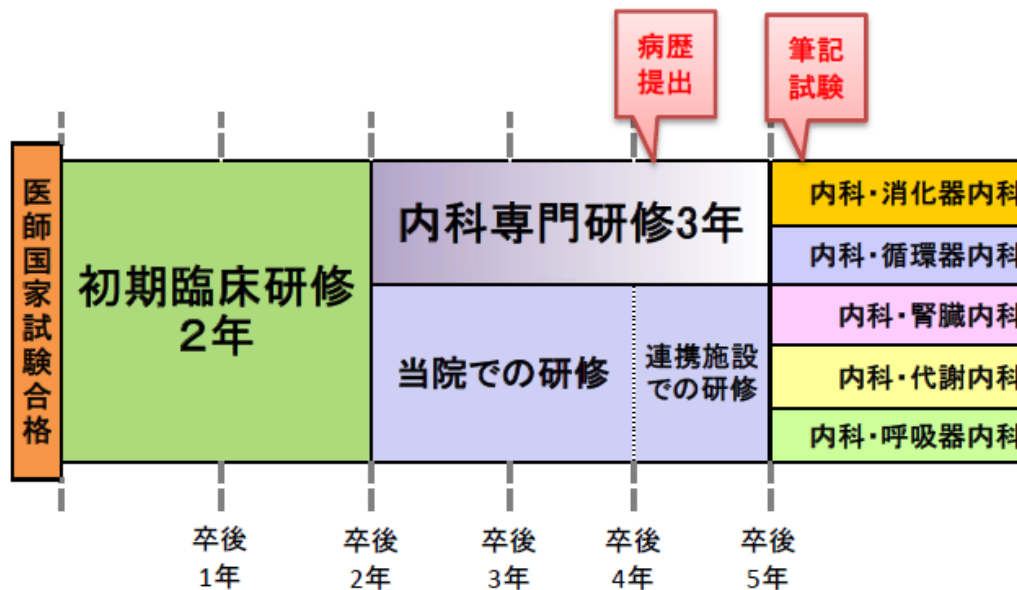 病歴
提出
筆記
試験
医師国家試験合格
初期臨床研修
２年
内科専門研修3年
当院での研修
連携施設
での研修
内科・消化器内科
内科・循環器内科
内科・腎臓内科
内科・代謝内科
内科・呼吸器内科
卒後
1年
卒後
2年
卒後
3年
卒後
4年
卒後
5年